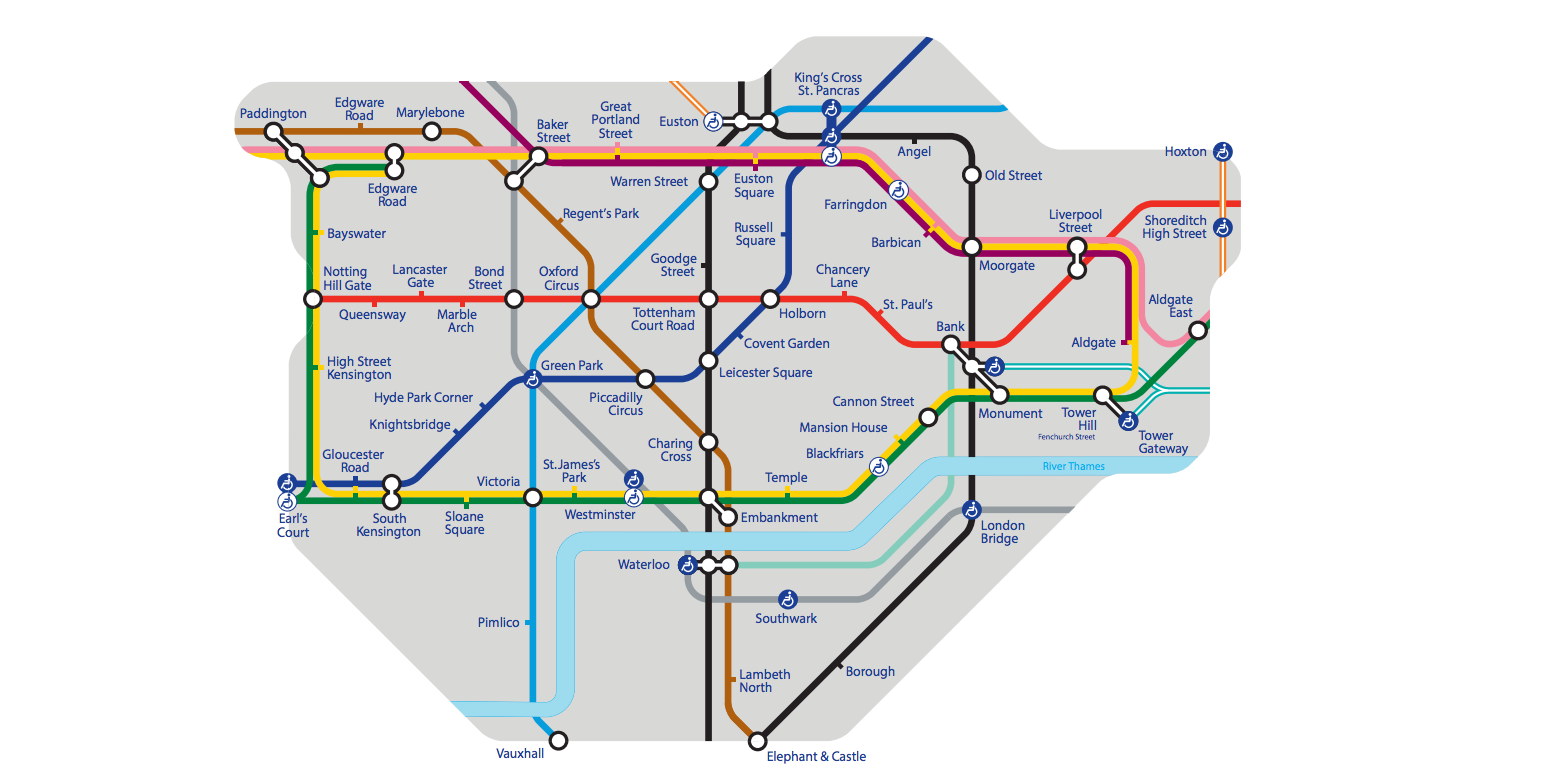 King's Cross
St. Pancras
Edgware
Road
Marylebone
Paddington
Great
Portland
Street
Euston
Baker
Street
Angel
Hoxton
Warren Street
Euston
Square
Old Street
Edgware
Road
Farringdon
Regent's Park
Liverpool
Street
Shoreditch
High Street
Bayswater
Russell
Square
Barbican
Goodge
Street
Moorgate
Notting
Hill Gate
Lancaster
Gate
Bond
Street
Oxford
Circus
Chancery
Lane
Aldgate
East
Queensway
Marble
Arch
Tottenham
Court Road
Holborn
St. Paul's
Bank
Covent Garden
Aldgate
High Street
Kensington
Green Park
Leicester Square
Hyde Park Corner
Piccadilly
Circus
Cannon Street
Monument
Tower
Hill
Fenchurch Street
Knightsbridge
Mansion House
Tower
Gateway
Charing
Cross
Blackfriars
Gloucester
Road
St.James's
Park
River Thames
Victoria
Temple
Earl's
Court
South
Kensington
Sloane
Square
Westminster
Embankment
London
Bridge
Waterloo
Southwark
Pimlico
Lambeth
North
Borough
Vauxhall
Elephant & Castle